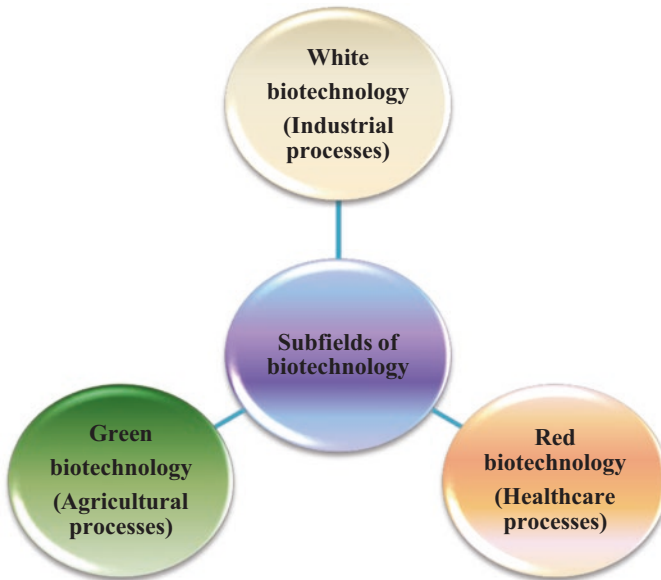 White
biotechnology
(Industrial
processes)
Subfields of
biotechnology
Green
biotechnology
(Agricultural
processes)
Red
biotechnology
(Healthcare
processes)